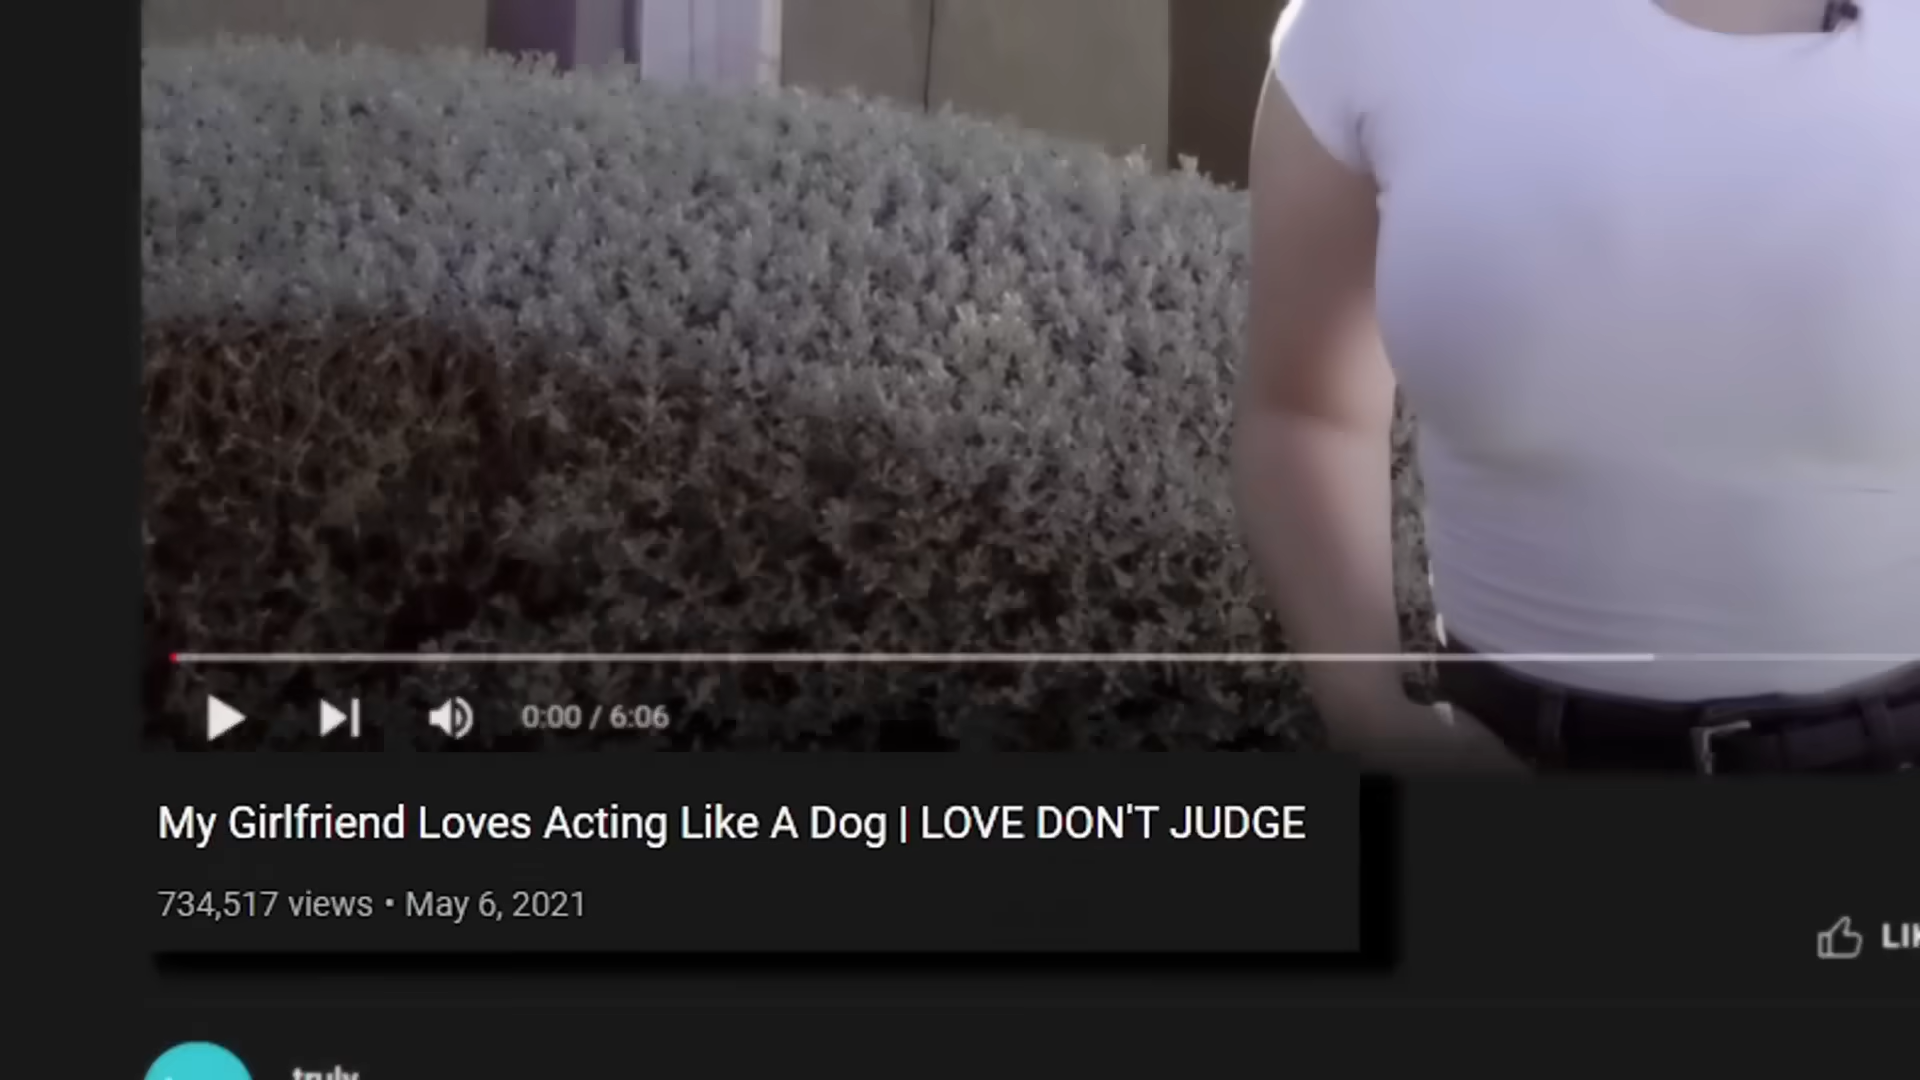 0:00 / 6:06
My Girlfriend Loves Acting Like A Dog | LOVE DON'T JUDGE
734,517 views • May 6, 2021
truly